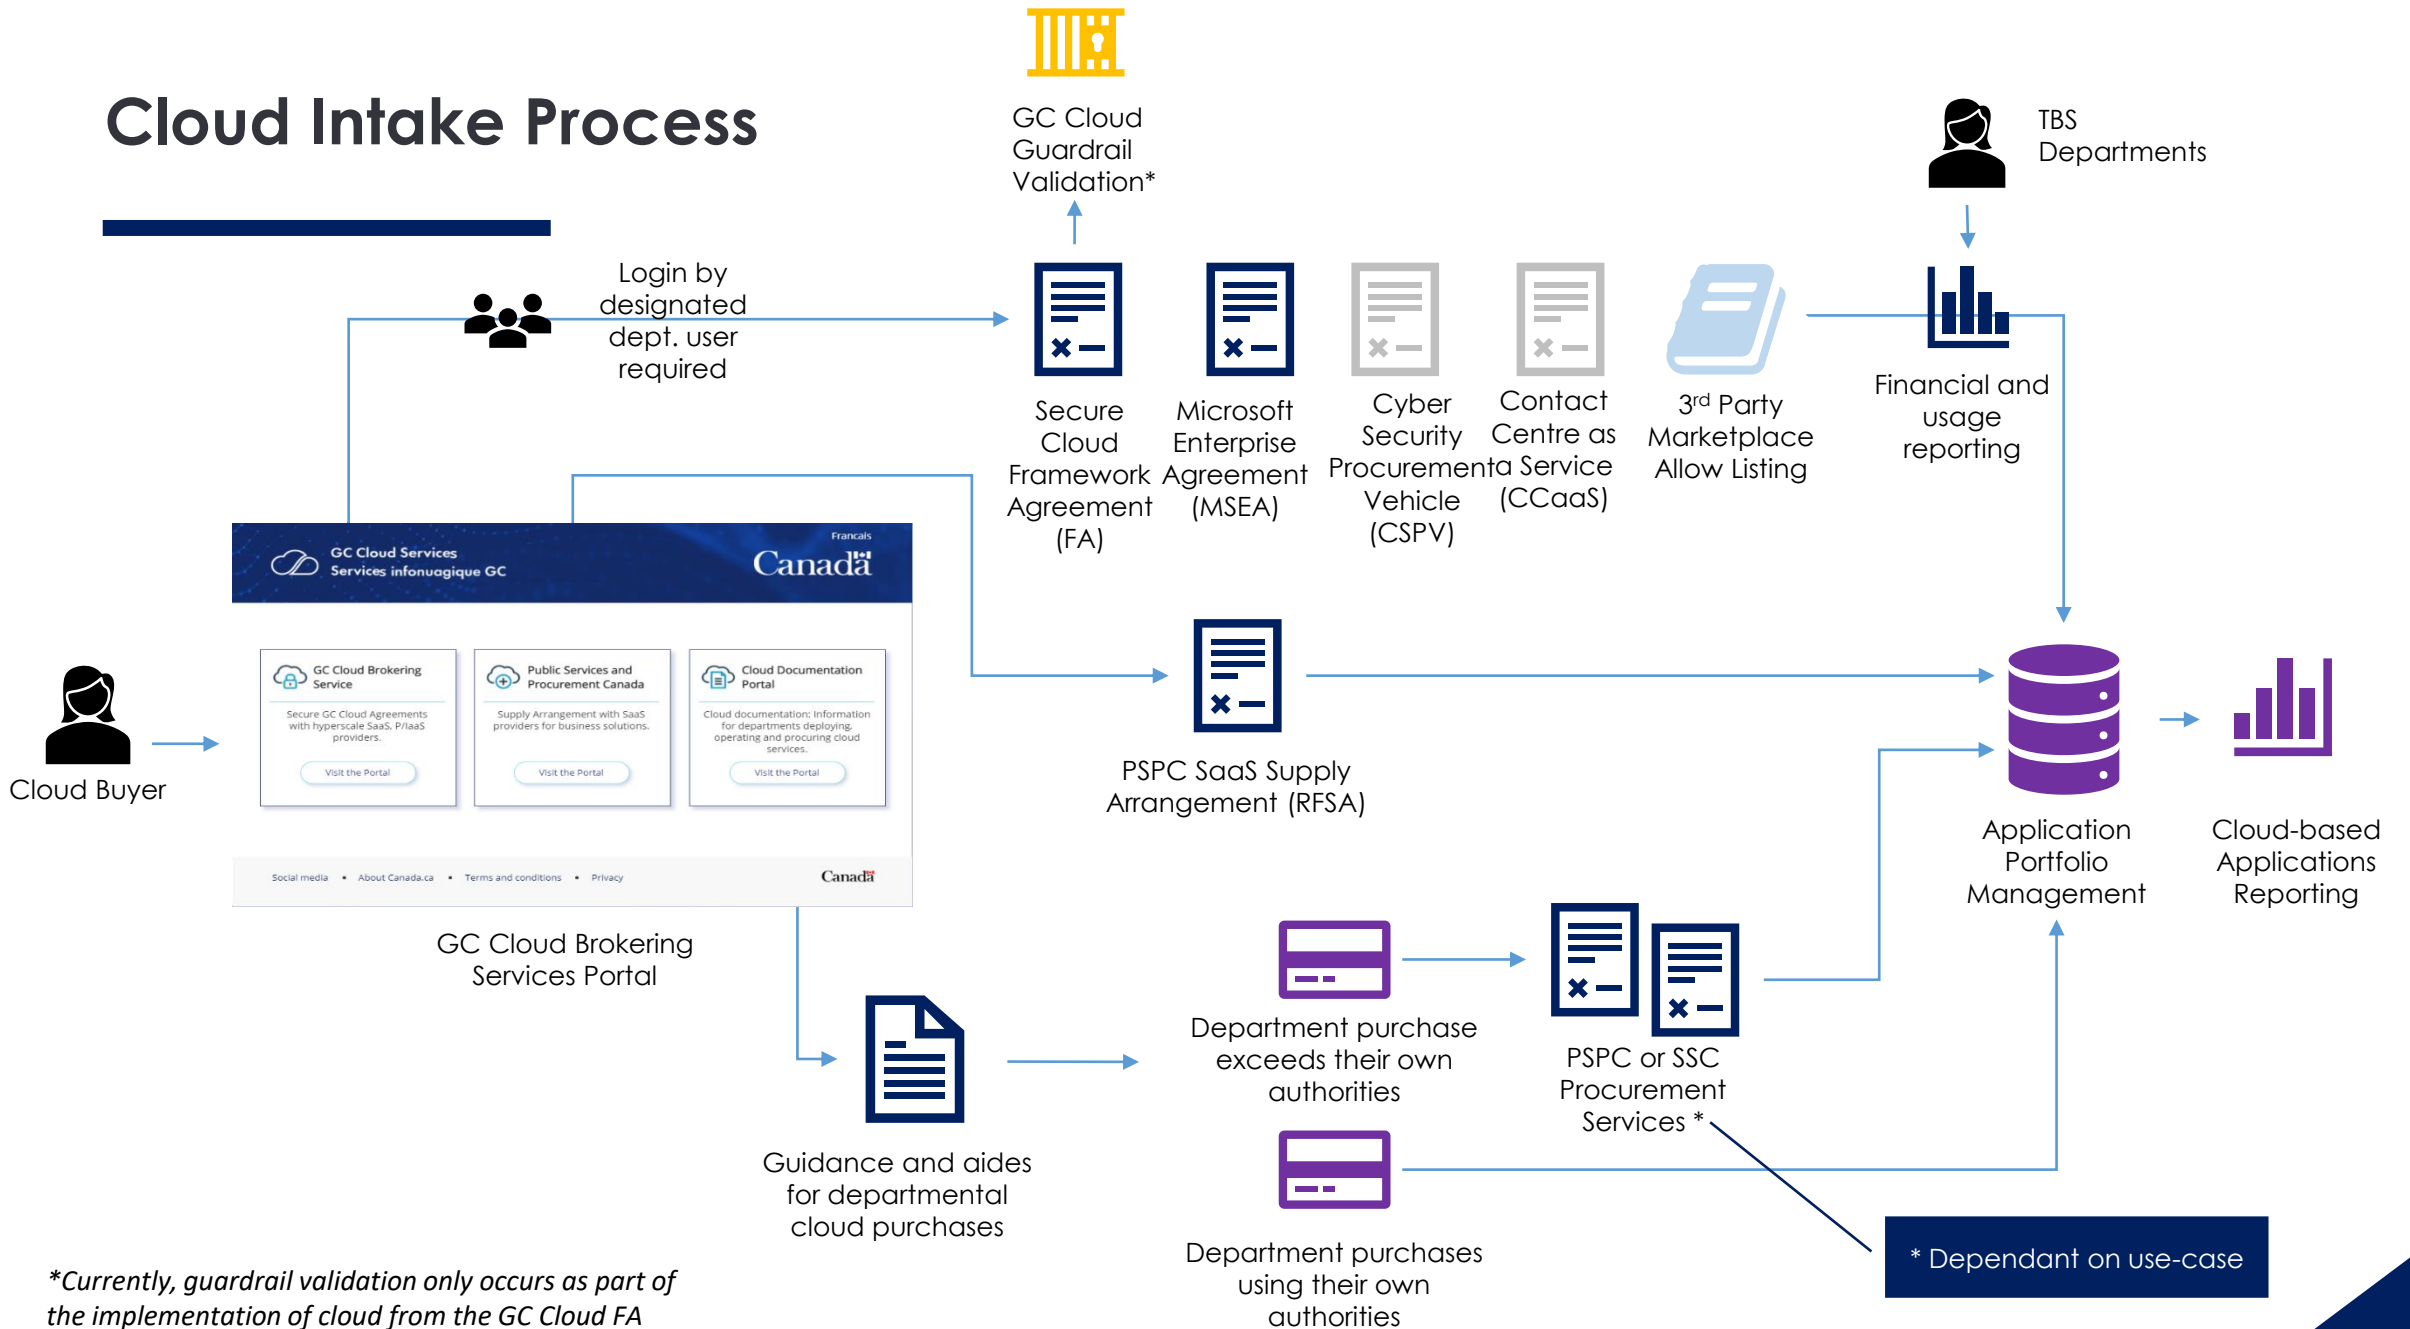 Cloud Intake Process
GC Cloud
Guardrail
Validation*
TBS
Departments
Login by
designated
dept. user
required
Secure
Cloud
Framework
Agreement
(FA)
Microsoft
Enterprise
Agreement
(MSEA)
Cyber
Security
Procurement
Vehicle
(CSPV)
Contact
Centre as
a Service
(CCaaS)
3rd Party
Marketplace
Allow Listing
Financial and
usage
reporting
Francais
GC Cloud Services
Services infonuagique GC
Canada
GC Cloud Brokering
Service
Secure GC Cloud Agreements
with hyperscale SaaS, P/IaaS
providers.
Visit the Portal
Public Services and
Procurement Canada
Supply Arrangement with SaaS
providers for business solutions.
Visit the Portal
Cloud Documentation
Portal
Cloud documentation: Information
for departments deploying,
operating and procuring cloud
services.
Visit the Portal
Social media • About Canada.ca • Terms and conditions • Privacy
Canada
Cloud Buyer
GC Cloud Brokering
Services Portal
PSPC SaaS Supply
Arrangement (RFSA)
Application
Portfolio
Management
Cloud-based
Applications
Reporting
Guidance and aides
for departmental
cloud purchases
Department purchase
exceeds their own
authorities
PSPC or SSC
Procurement
Services *
Department purchases
using their own
authorities
* Dependant on use-case
*Currently, guardrail validation only occurs as part of
the implementation of cloud from the GC Cloud FA